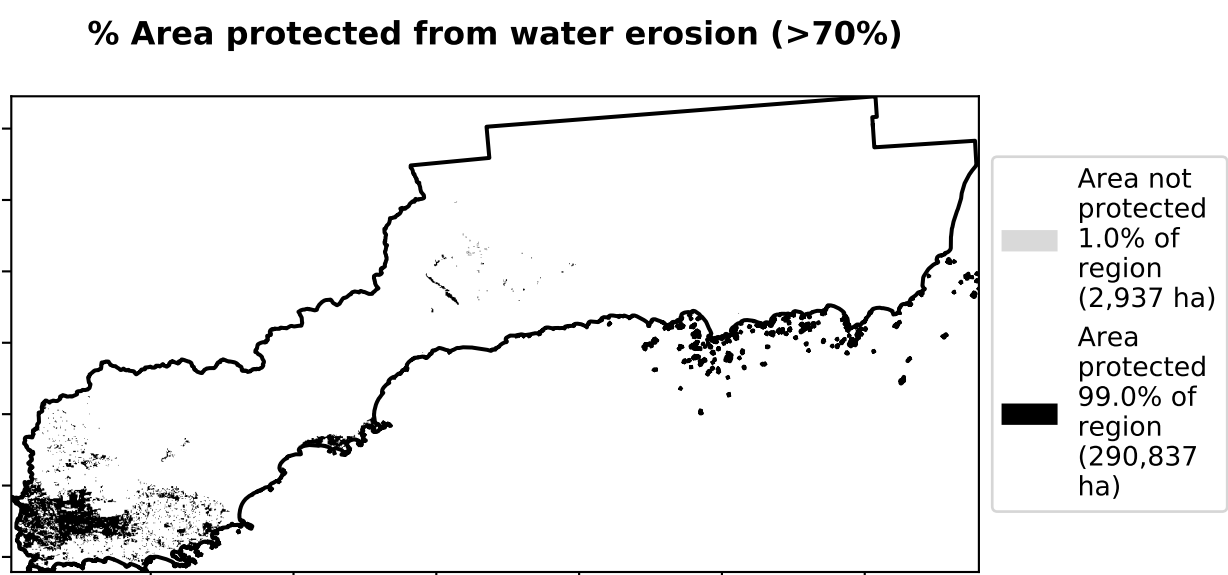 % Area protected from water erosion (>70%)
Area not
protected
1.0% of
region
(2,937 ha)
Area
protected
99.0% of
region
(290,837
ha)